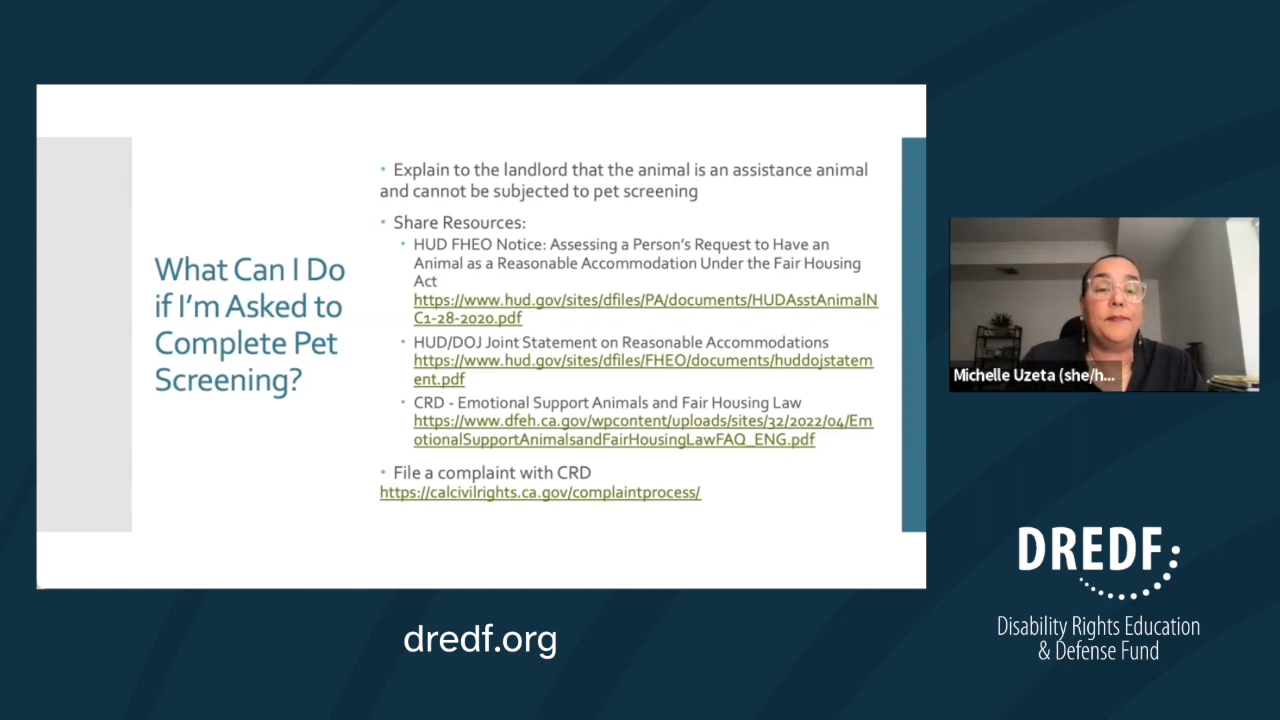 What Can I Do
if I'm Asked to
Complete Pet
Screening?
• Explain to the landlord that the animal is an assistance animal
and cannot be subjected to pet screening
• Share Resources:
• HUD FHEO Notice: Assessing a Person's Request to Have an
Animal as a Reasonable Accommodation Under the Fair Housing
Act
https://www.hud.gov/sites/dfiles/PA/documents/HUDAsstAnimalN
C1-28-2020.pdf
• HUD/DOJ Joint Statement on Reasonable Accommodations
https://www.hud.gov/sites/dfiles/FHEO/documents/huddojstatem
ent.pdf
• CRD - Emotional Support Animals and Fair Housing Law
https://www.dfeh.ca.gov/wpcontent/uploads/sites/32/2022/04/Em
otionalSupportAnimalsandFairHousingLawFAQ_ENG.pdf
• File a complaint with CRD
https://calcivilrights.ca.gov/complaintprocess/
Michelle Uzeta (she/h...
DREDF
Disability Rights Education
& Defense Fund
dredf.org